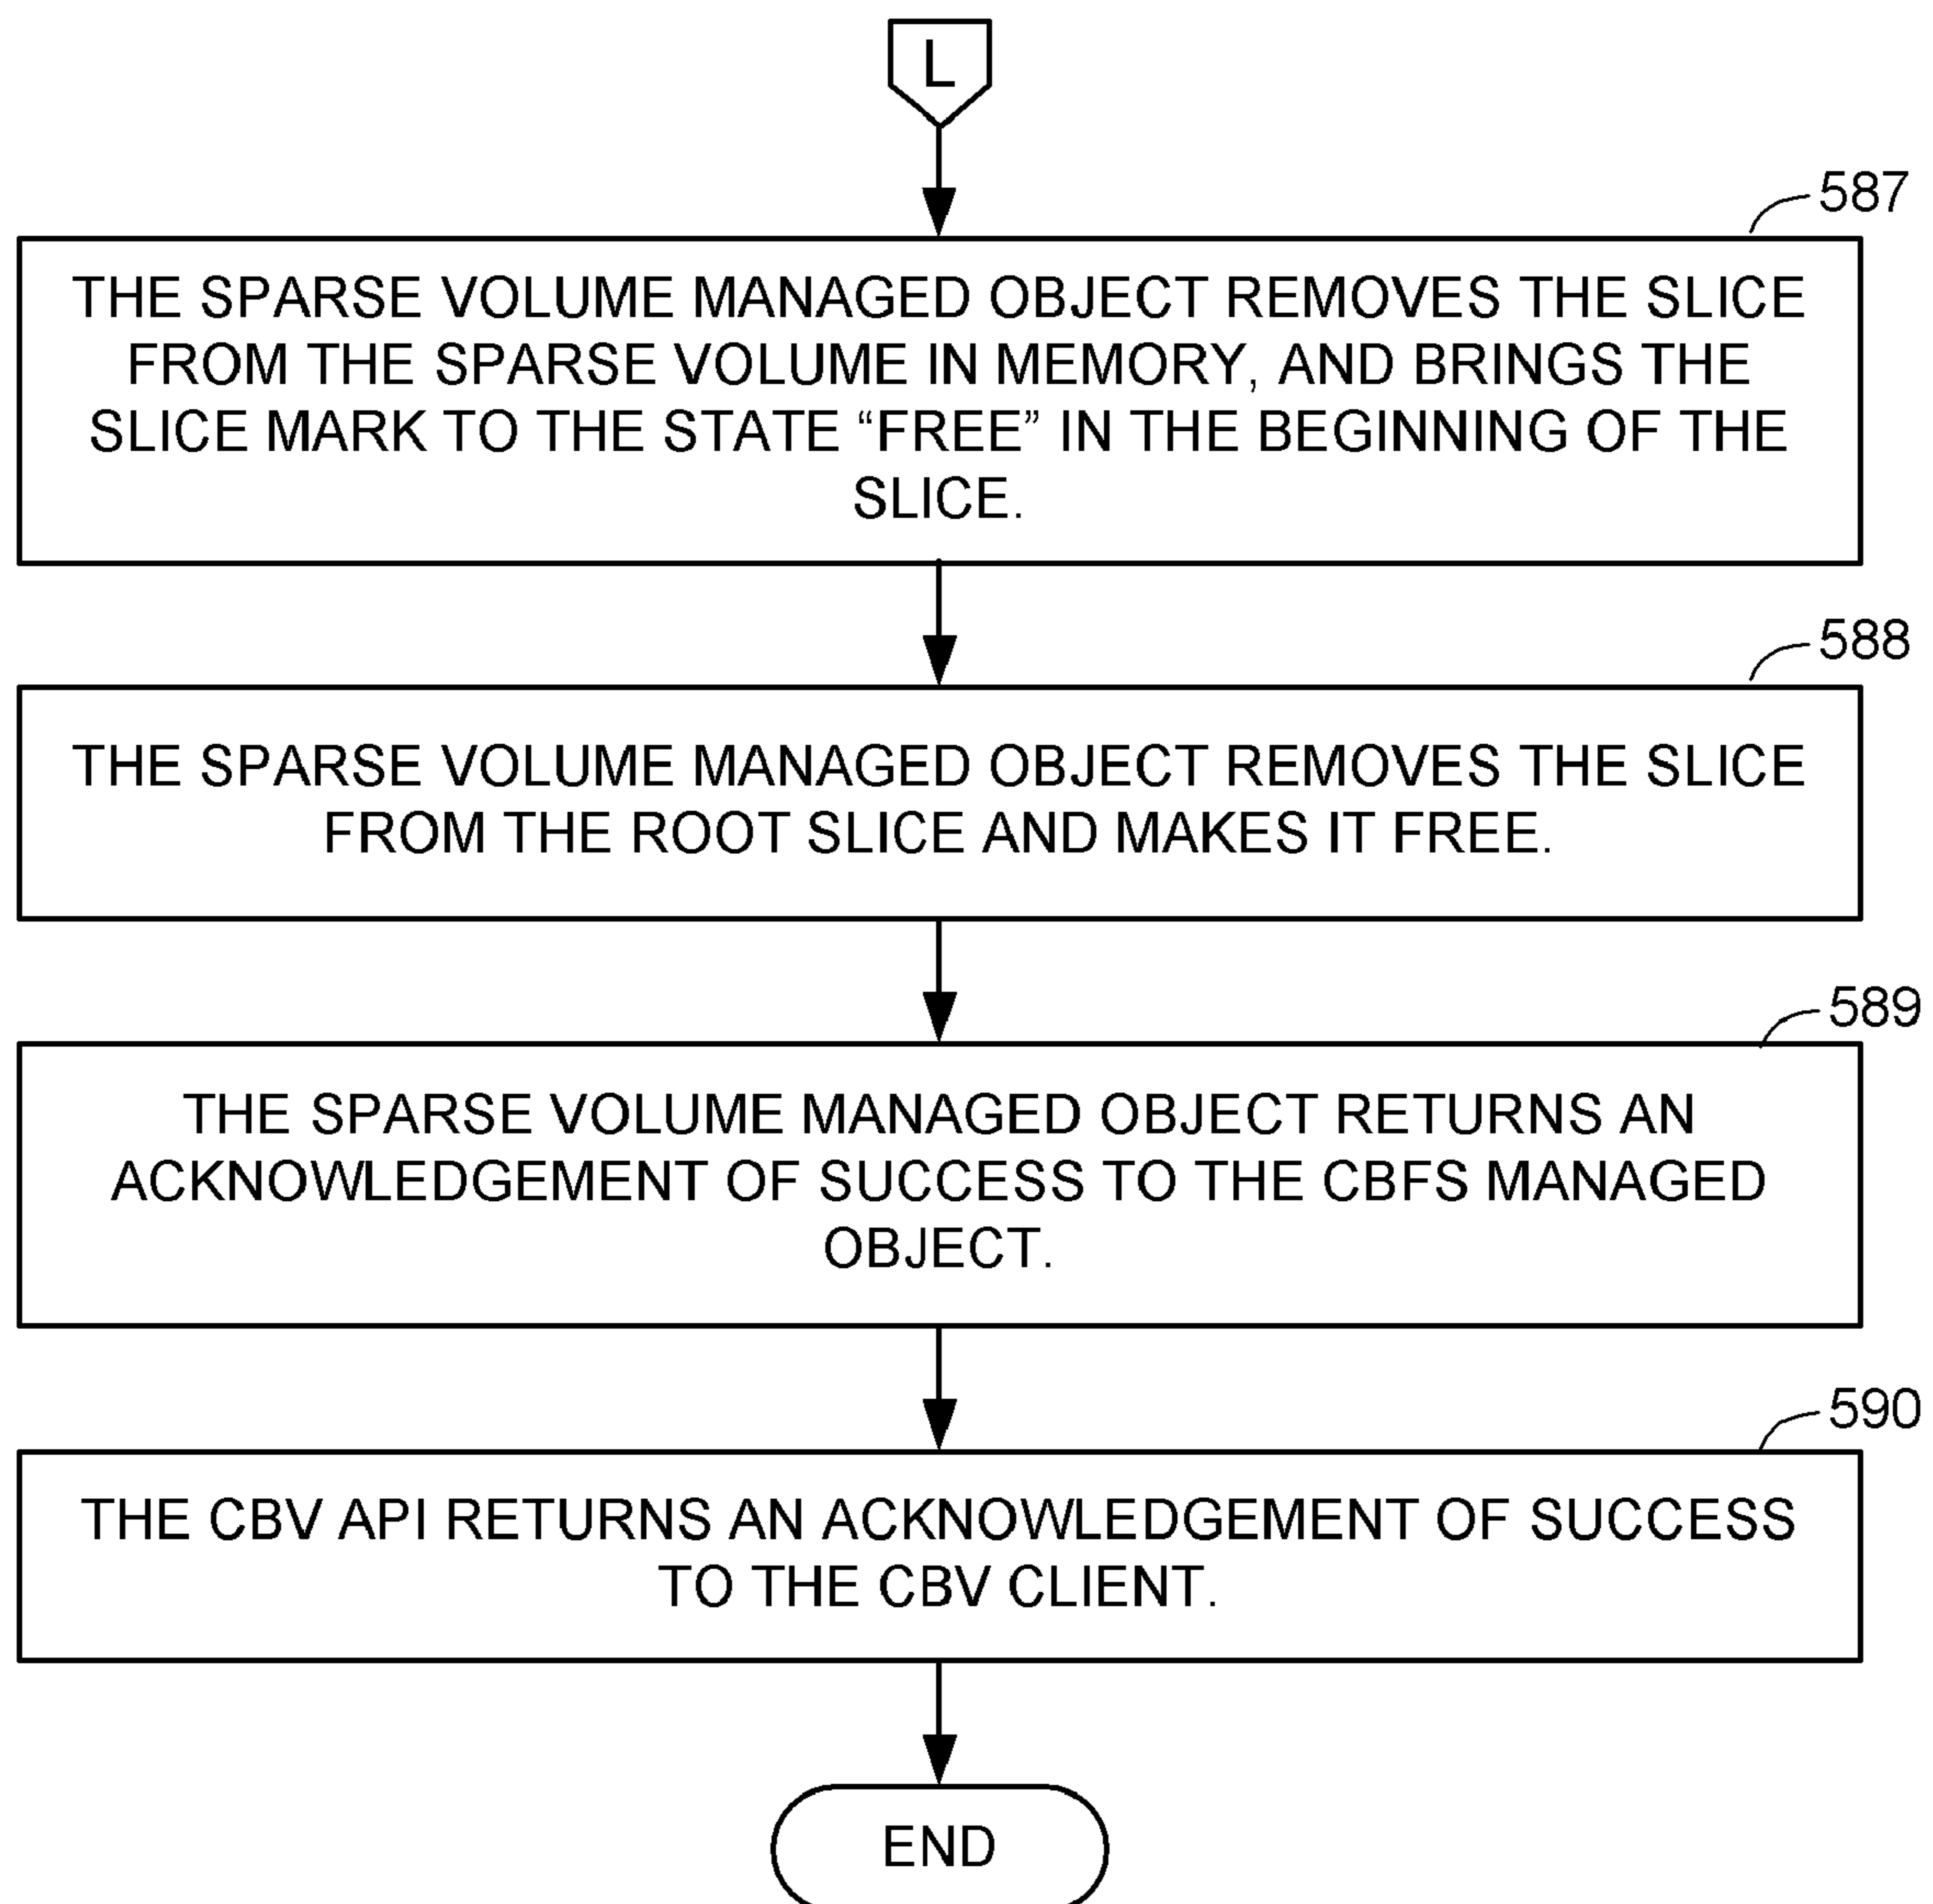 L
587
THE SPARSE VOLUME MANAGED OBJECT REMOVES THE SLICE
FROM THE SPARSE VOLUME IN MEMORY, AND BRINGS THE
SLICE MARK TO THE STATE “FREE” IN THE BEGINNING OF THE
SLICE.
588
THE SPARSE VOLUME MANAGED OBJECT REMOVES THE SLICE
FROM THE ROOT SLICE AND MAKES IT FREE.
589
THE SPARSE VOLUME MANAGED OBJECT RETURNS AN
ACKNOWLEDGEMENT OF SUCCESS TO THE CBFS MANAGED
OBJECT.
590
THE CBV API RETURNS AN ACKNOWLEDGEMENT OF SUCCESS
TO THE CBV CLIENT.
END